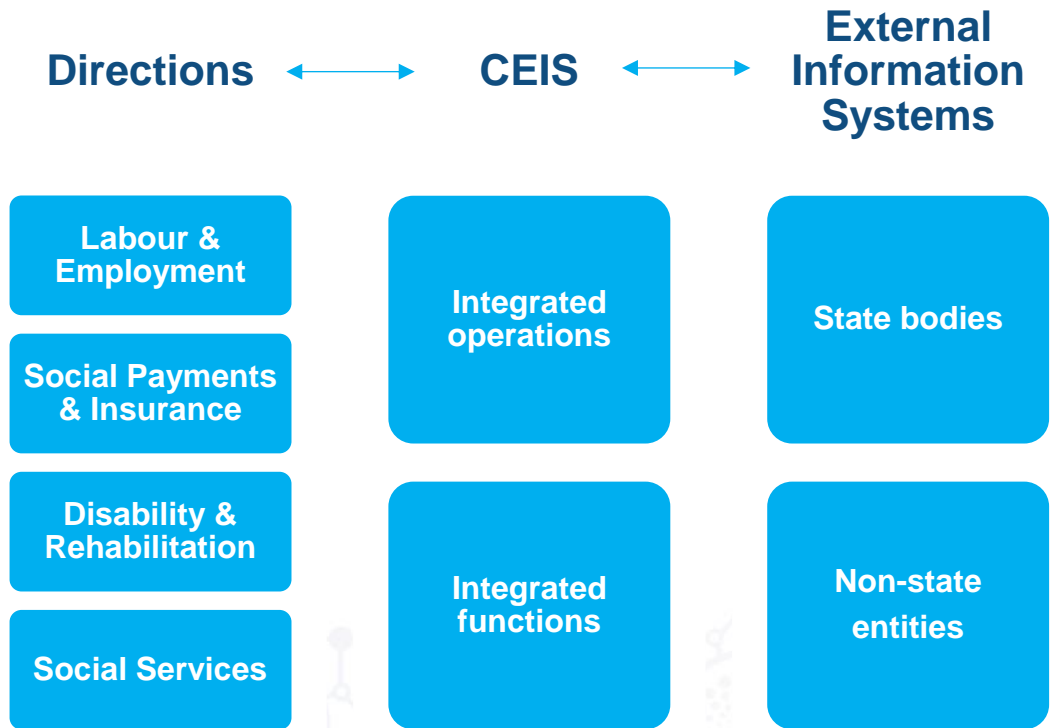 Directions
CEIS
External
Information
Systems
Labour &
Employment
Social Payments
& Insurance
Disability &
Rehabilitation
Social Services
Integrated
operations
Integrated
functions
State bodies
Non-state
entities